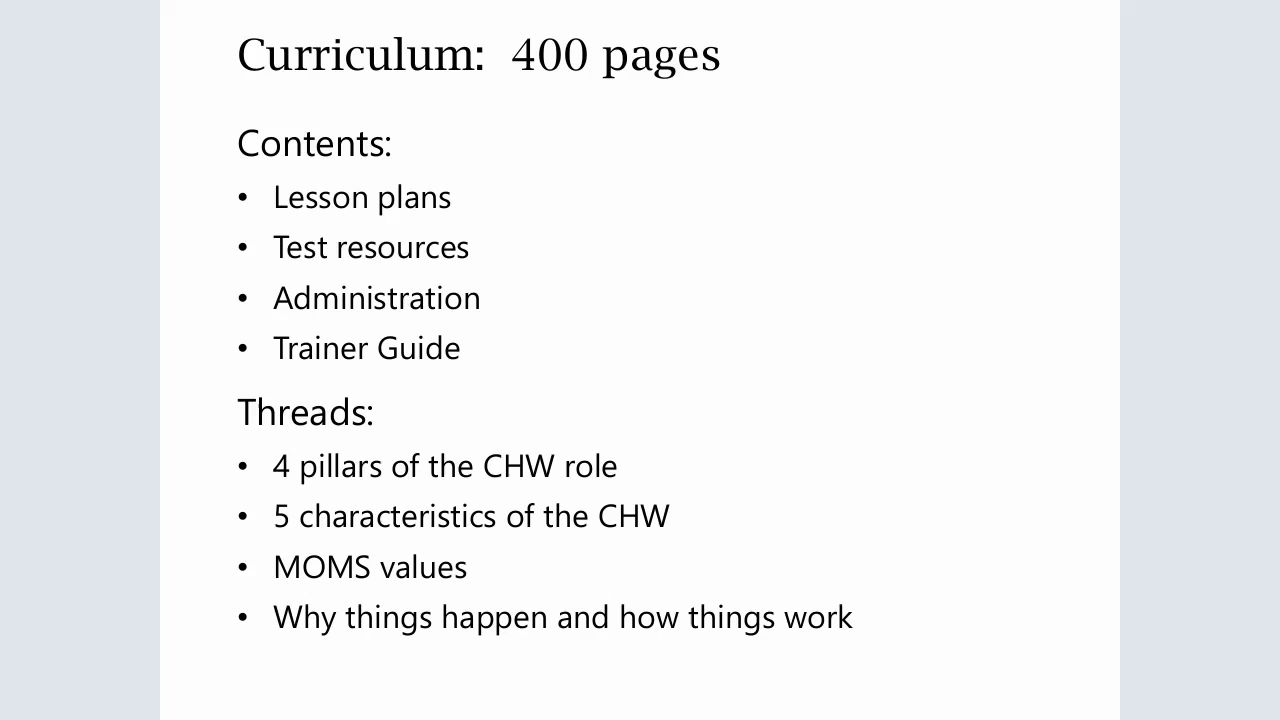 Curriculum:  400 pages
Contents:
• Lesson plans
• Test resources
• Administration
• Trainer Guide
Threads:
• 4 pillars of the CHW role
• 5 characteristics of the CHW
• MOMS values
• Why things happen and how things work